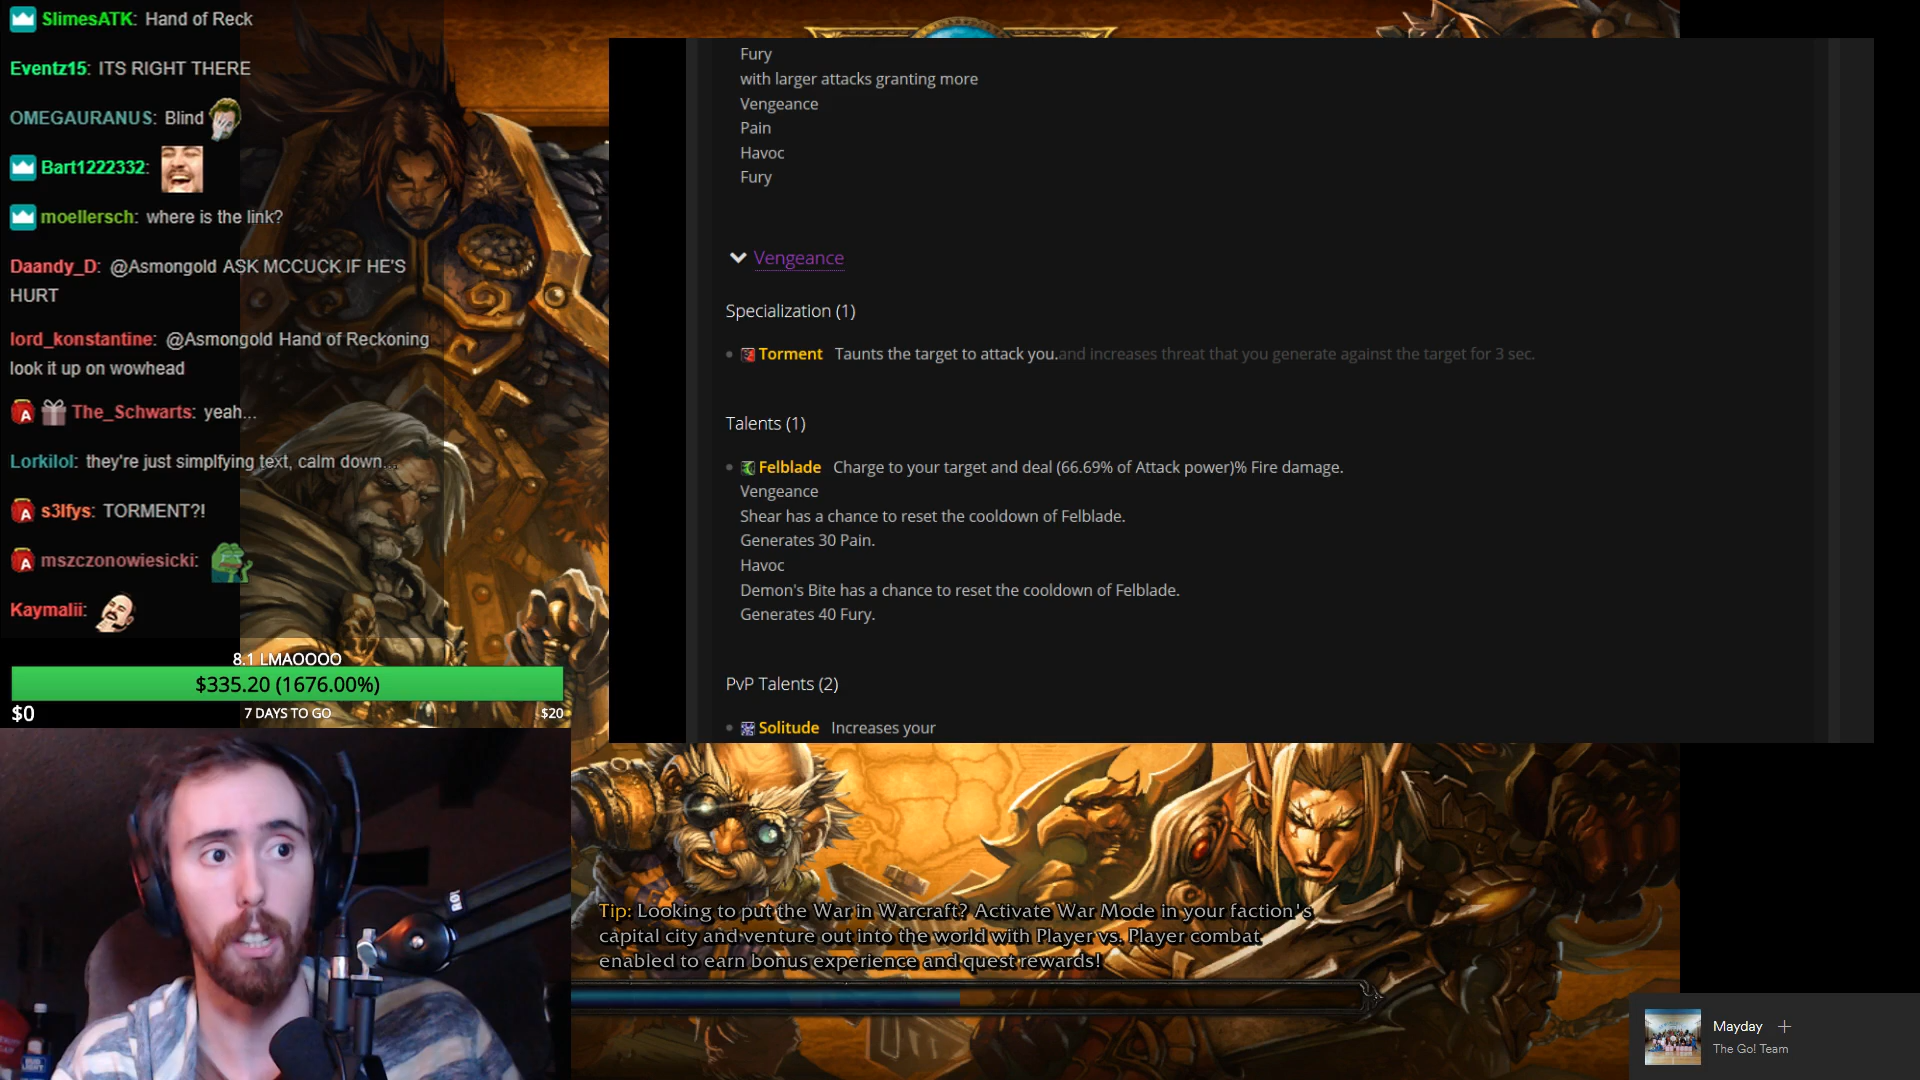 SlimesATK: Hand of Reck
Eventz15: ITS RIGHT THERE
OMEGAURANUS: Blind
Bart1222332:
moellersch: where is the link?
Daandy_D: @Asmongold ASK MCCUCK IF HE'S
HURT
lord_konstantine: @Asmongold Hand of Reckoning
look it up on wowhead
The_Schwarts: yeah...
Lorkilol: they're just simplfying text, calm down...
s3lfys: TORMENT?!
mszczonowiesicki:
Kaymalii:
8.1 LMAOOOO
$335.20 (1676.00%)
$0
7 DAYS TO GO
$20
Fury
with larger attacks granting more
Vengeance
Pain
Havoc
Fury
Vengeance
Specialization (1)
Torment Taunts the target to attack you.and increases threat that you generate against the target for 3 sec.
Talents (1)
Felblade Charge to your target and deal (66.69% of Attack power)% Fire damage.
Vengeance
Shear has a chance to reset the cooldown of Felblade.
Generates 30 Pain.
Havoc
Demon's Bite has a chance to reset the cooldown of Felblade.
Generates 40 Fury.
PvP Talents (2)
Solitude Increases your
Tip: Looking to put the War in Warcraft? Activate War Mode in your faction's
capital city and venture out into the world with Player vs. Player combat
enabled to earn bonus experience and quest rewards!
Mayday
The Go! Team